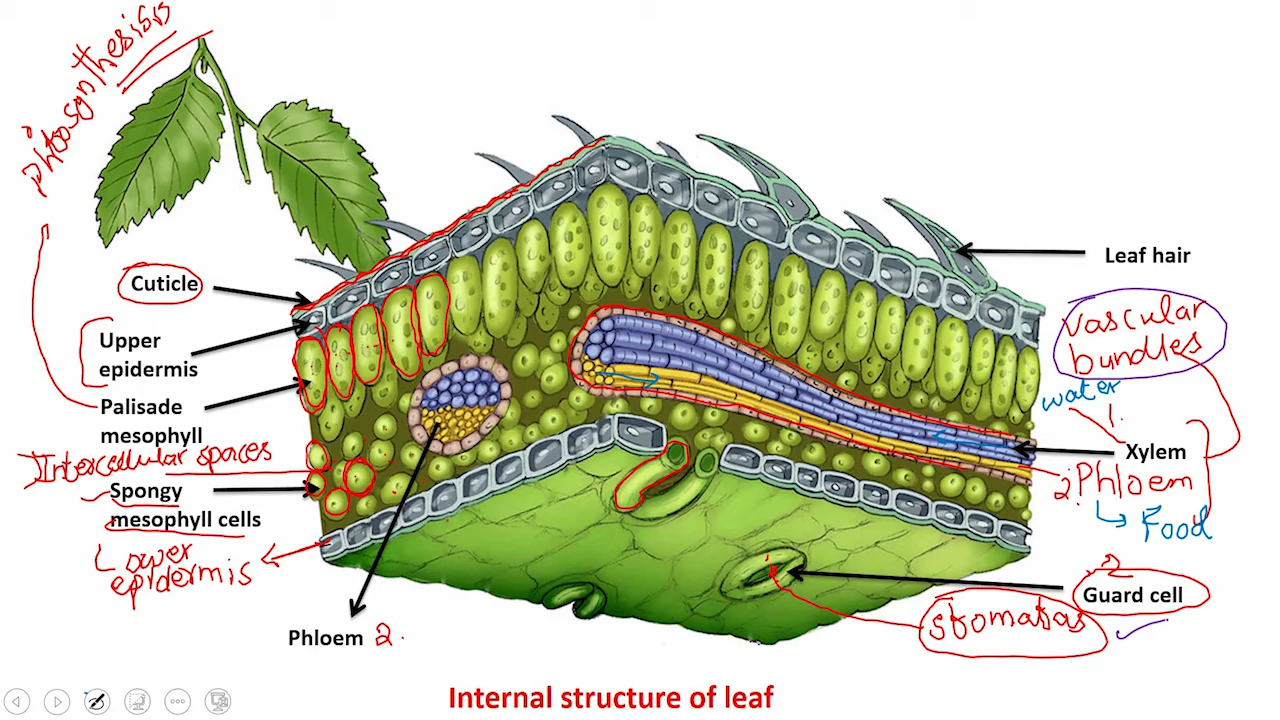 photosynthesis
Cuticle
Upper
epidermis
Palisade
mesophyll
Intercellular spaces
Spongy
mesophyll cells
Lower
epidermis
Phloem 2.
Leaf hair
Vascular
bundles
water
1.
Xylem
2. Phloem
Food
2
Guard cell
Stomatas
Internal structure of leaf